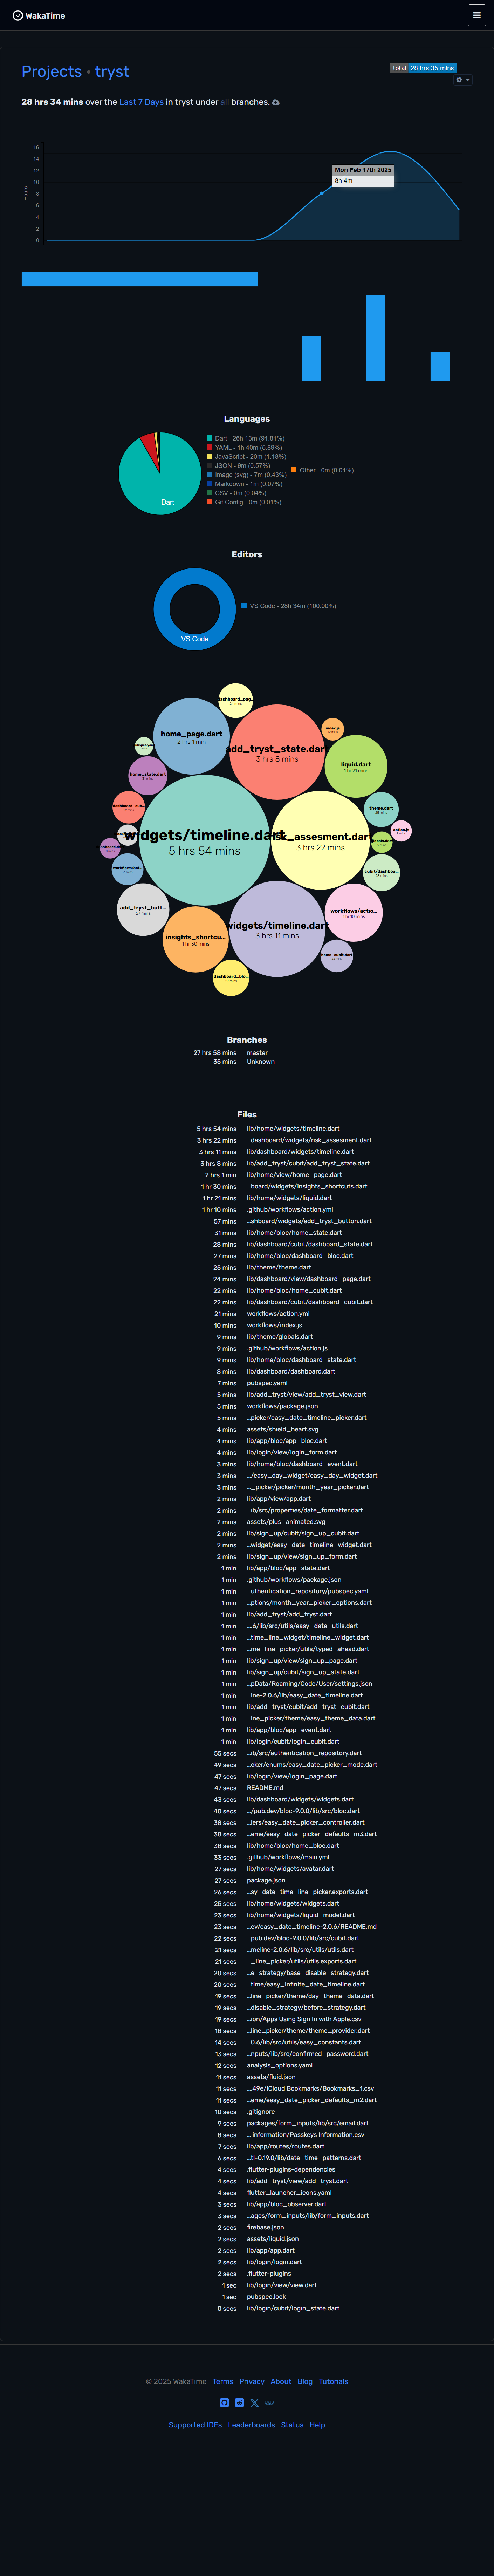 WakaTime
Projects • tryst
total 28 hrs 36 mins
28 hrs 34 mins over the Last 7 Days in tryst under all branches.
Hours
16
14
12
10
8
6
4
2
0
Mon Feb 17th 2025
8h 4m
Languages
Dart - 26h 13m (91.81%)
YAML - 1h 40m (5.89%)
JavaScript - 20m (1.18%)
JSON - 9m (0.57%)
Image (svg) - 7m (0.43%)
Markdown - 1m (0.07%)
CSV - 0m (0.04%)
Git Config - 0m (0.01%)
Other - 0m (0.01%)
Dart
Editors
VS Code - 28h 34m (100.00%)
VS Code
dashboard_pag…
24 mins
home_page.dart
2 hrs 1 min
add_tryst_state.dart
3 hrs 8 mins
index.js
liquid.dart
1 hr 21 mins
home_state.dart
31 mins
dashboard_cub…
theme.dart
25 mins
action.js
widgets/timeline.dart
5 hrs 54 mins
risk_assesment.dart
3 hrs 22 mins
globals.dart
workflows/act…
cubit/dashboa…
28 mins
add_tryst_butt…
57 mins
workflows/actio…
1 hr 10 mins
widgets/timeline.dart
3 hrs 11 mins
insights_shortcu…
1 hr 30 mins
home_cubit.dart
22 mins
dashboard_blo…
27 mins
Branches
27 hrs 58 mins master
35 mins Unknown
Files
5 hrs 54 mins lib/home/widgets/timeline.dart
3 hrs 22 mins …dashboard/widgets/risk_assesment.dart
3 hrs 11 mins lib/dashboard/widgets/timeline.dart
3 hrs 8 mins lib/add_tryst/cubit/add_tryst_state.dart
2 hrs 1 min lib/home/view/home_page.dart
1 hr 30 mins …board/widgets/insights_shortcuts.dart
1 hr 21 mins lib/home/widgets/liquid.dart
1 hr 10 mins .github/workflows/action.yml
57 mins …shboard/widgets/add_tryst_button.dart
31 mins lib/home/bloc/home_state.dart
28 mins lib/dashboard/cubit/dashboard_state.dart
27 mins lib/home/bloc/dashboard_bloc.dart
25 mins lib/theme/theme.dart
24 mins lib/dashboard/view/dashboard_page.dart
22 mins lib/home/bloc/home_cubit.dart
22 mins lib/dashboard/cubit/dashboard_cubit.dart
21 mins workflows/action.yml
10 mins workflows/index.js
9 mins lib/theme/globals.dart
9 mins .github/workflows/action.js
9 mins lib/home/bloc/dashboard_state.dart
8 mins lib/dashboard/dashboard.dart
7 mins pubspec.yaml
5 mins lib/add_tryst/view/add_tryst_view.dart
5 mins workflows/package.json
5 mins …picker/easy_date_timeline_picker.dart
4 mins assets/shield_heart.svg
4 mins lib/app/bloc/app_bloc.dart
4 mins lib/login/view/login_form.dart
3 mins lib/home/bloc/dashboard_event.dart
3 mins …/easy_day_widget/easy_day_widget.dart
3 mins …_picker/picker/month_year_picker.dart
2 mins lib/app/view/app.dart
2 mins …ib/src/properties/date_formatter.dart
2 mins assets/plus_animated.svg
2 mins lib/sign_up/cubit/sign_up_cubit.dart
2 mins …widget/easy_date_timeline_widget.dart
2 mins lib/sign_up/view/sign_up_form.dart
1 min lib/app/bloc/app_state.dart
1 min .github/workflows/package.json
1 min …uthentication_repository/pubspec.yaml
1 min …ptions/month_year_picker_options.dart
1 min lib/add_tryst/add_tryst.dart
1 min ….6/lib/src/utils/easy_date_utils.dart
1 min …time_line_widget/timeline_widget.dart
1 min …me_line_picker/utils/typed_ahead.dart
1 min lib/sign_up/view/sign_up_page.dart
1 min lib/sign_up/cubit/sign_up_state.dart
1 min …pData/Roaming/Code/User/settings.json
1 min …ine-2.0.6/lib/easy_date_timeline.dart
1 min lib/add_tryst/cubit/add_tryst_cubit.dart
1 min …ine_picker/theme/easy_theme_data.dart
1 min lib/app/bloc/app_event.dart
1 min lib/login/cubit/login_cubit.dart
55 secs …ib/src/authentication_repository.dart
49 secs …cker/enums/easy_date_picker_mode.dart
47 secs lib/login/view/login_page.dart
47 secs README.md
43 secs lib/dashboard/widgets/widgets.dart
40 secs …/pub.dev/bloc-9.0.0/lib/src/bloc.dart
38 secs …lers/easy_date_picker_controller.dart
38 secs …eme/easy_date_picker_defaults_m3.dart
38 secs lib/home/bloc/home_bloc.dart
33 secs .github/workflows/main.yml
27 secs lib/home/widgets/avatar.dart
27 secs package.json
26 secs …sy_date_time_line_picker.exports.dart
25 secs lib/home/widgets/widgets.dart
23 secs lib/home/widgets/liquid_model.dart
23 secs …ev/easy_date_timeline-2.0.6/README.md
22 secs …pub.dev/bloc-9.0.0/lib/src/cubit.dart
21 secs …meline-2.0.6/lib/src/utils/utils.dart
21 secs …_line_picker/utils/utils.exports.dart
20 secs …e_strategy/base_disable_strategy.dart
20 secs …time/easy_infinite_date_timeline.dart
19 secs …line_picker/theme/day_theme_data.dart
19 secs …disable_strategy/before_strategy.dart
19 secs …ion/Apps Using Sign In with Apple.csv
18 secs …line_picker/theme/theme_provider.dart
14 secs …0.6/lib/src/utils/easy_constants.dart
13 secs …nputs/lib/src/confirmed_password.dart
12 secs analysis_options.yaml
11 secs assets/fluid.json
11 secs ….49e/iCloud Bookmarks/Bookmarks_1.csv
11 secs …eme/easy_date_picker_defaults_m2.dart
10 secs .gitignore
9 secs packages/form_inputs/lib/src/email.dart
8 secs … information/Passkeys Information.csv
7 secs lib/app/routes/routes.dart
6 secs …tl-0.19.0/lib/date_time_patterns.dart
4 secs .flutter-plugins-dependencies
4 secs lib/add_tryst/view/add_tryst.dart
4 secs flutter_launcher_icons.yaml
3 secs lib/app/bloc_observer.dart
3 secs …ages/form_inputs/lib/form_inputs.dart
2 secs firebase.json
2 secs assets/liquid.json
2 secs lib/app/app.dart
2 secs lib/login/login.dart
2 secs .flutter-plugins
1 sec lib/login/view/view.dart
1 sec pubspec.lock
0 secs lib/login/cubit/login_state.dart
© 2025 WakaTime Terms Privacy About Blog Tutorials
Supported IDEs Leaderboards Status Help